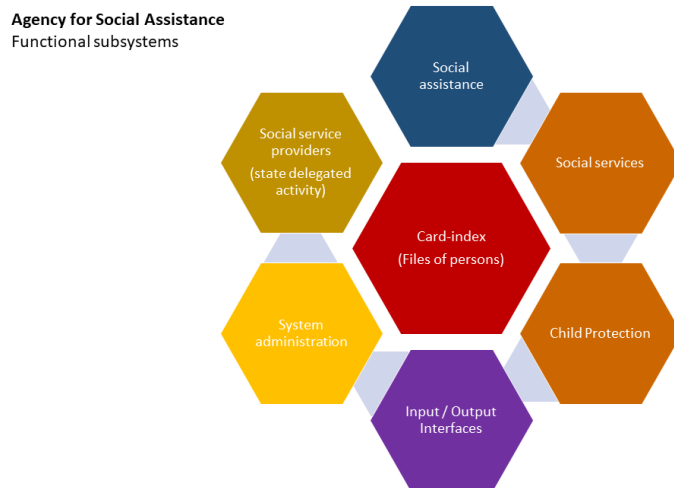 Agency for Social Assistance
Functional subsystems
Social
assistance
Social service
providers
(state delegated
activity)
Social services
Card-index
(Files of persons)
System
administration
Child Protection
Input / Output
Interfaces